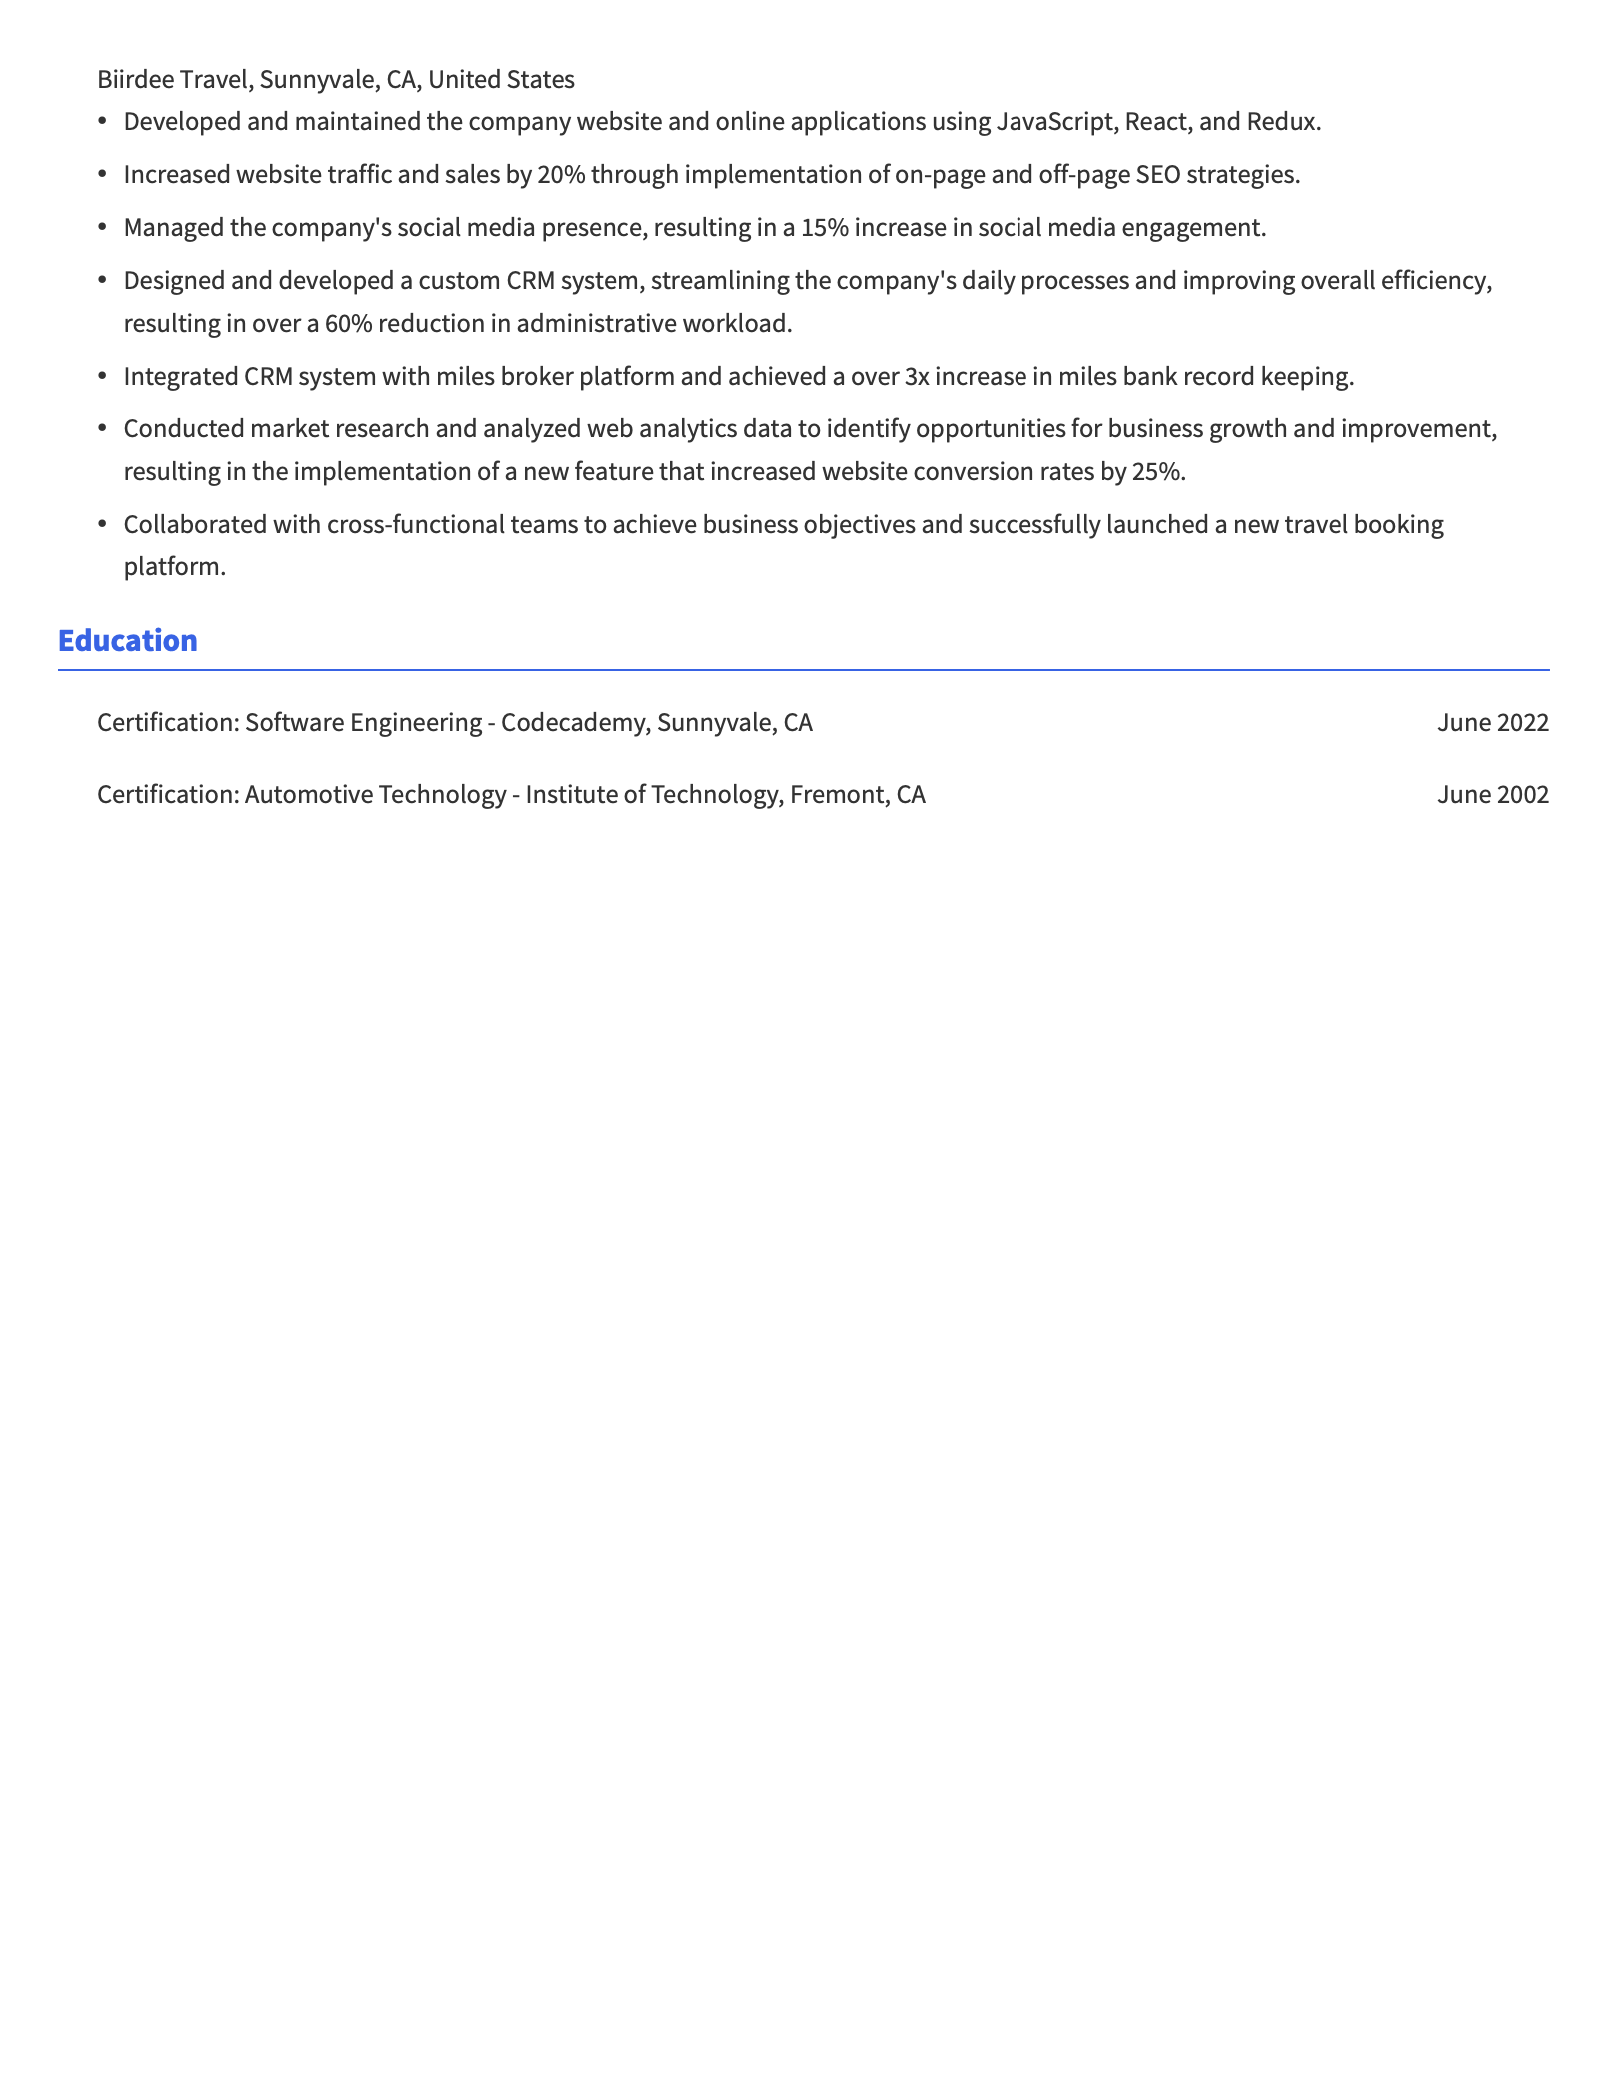 Biirdee Travel, Sunnyvale, CA, United States
• Developed and maintained the company website and online applications using JavaScript, React, and Redux.
• Increased website traffic and sales by 20% through implementation of on-page and off-page SEO strategies.
• Managed the company's social media presence, resulting in a 15% increase in social media engagement.
• Designed and developed a custom CRM system, streamlining the company's daily processes and improving overall efficiency,
resulting in over a 60% reduction in administrative workload.
• Integrated CRM system with miles broker platform and achieved a over 3x increase in miles bank record keeping.
• Conducted market research and analyzed web analytics data to identify opportunities for business growth and improvement,
resulting in the implementation of a new feature that increased website conversion rates by 25%.
• Collaborated with cross-functional teams to achieve business objectives and successfully launched a new travel booking
platform.
Education
Certification: Software Engineering - Codecademy, Sunnyvale, CA June 2022
Certification: Automotive Technology - Institute of Technology, Fremont, CA June 2002